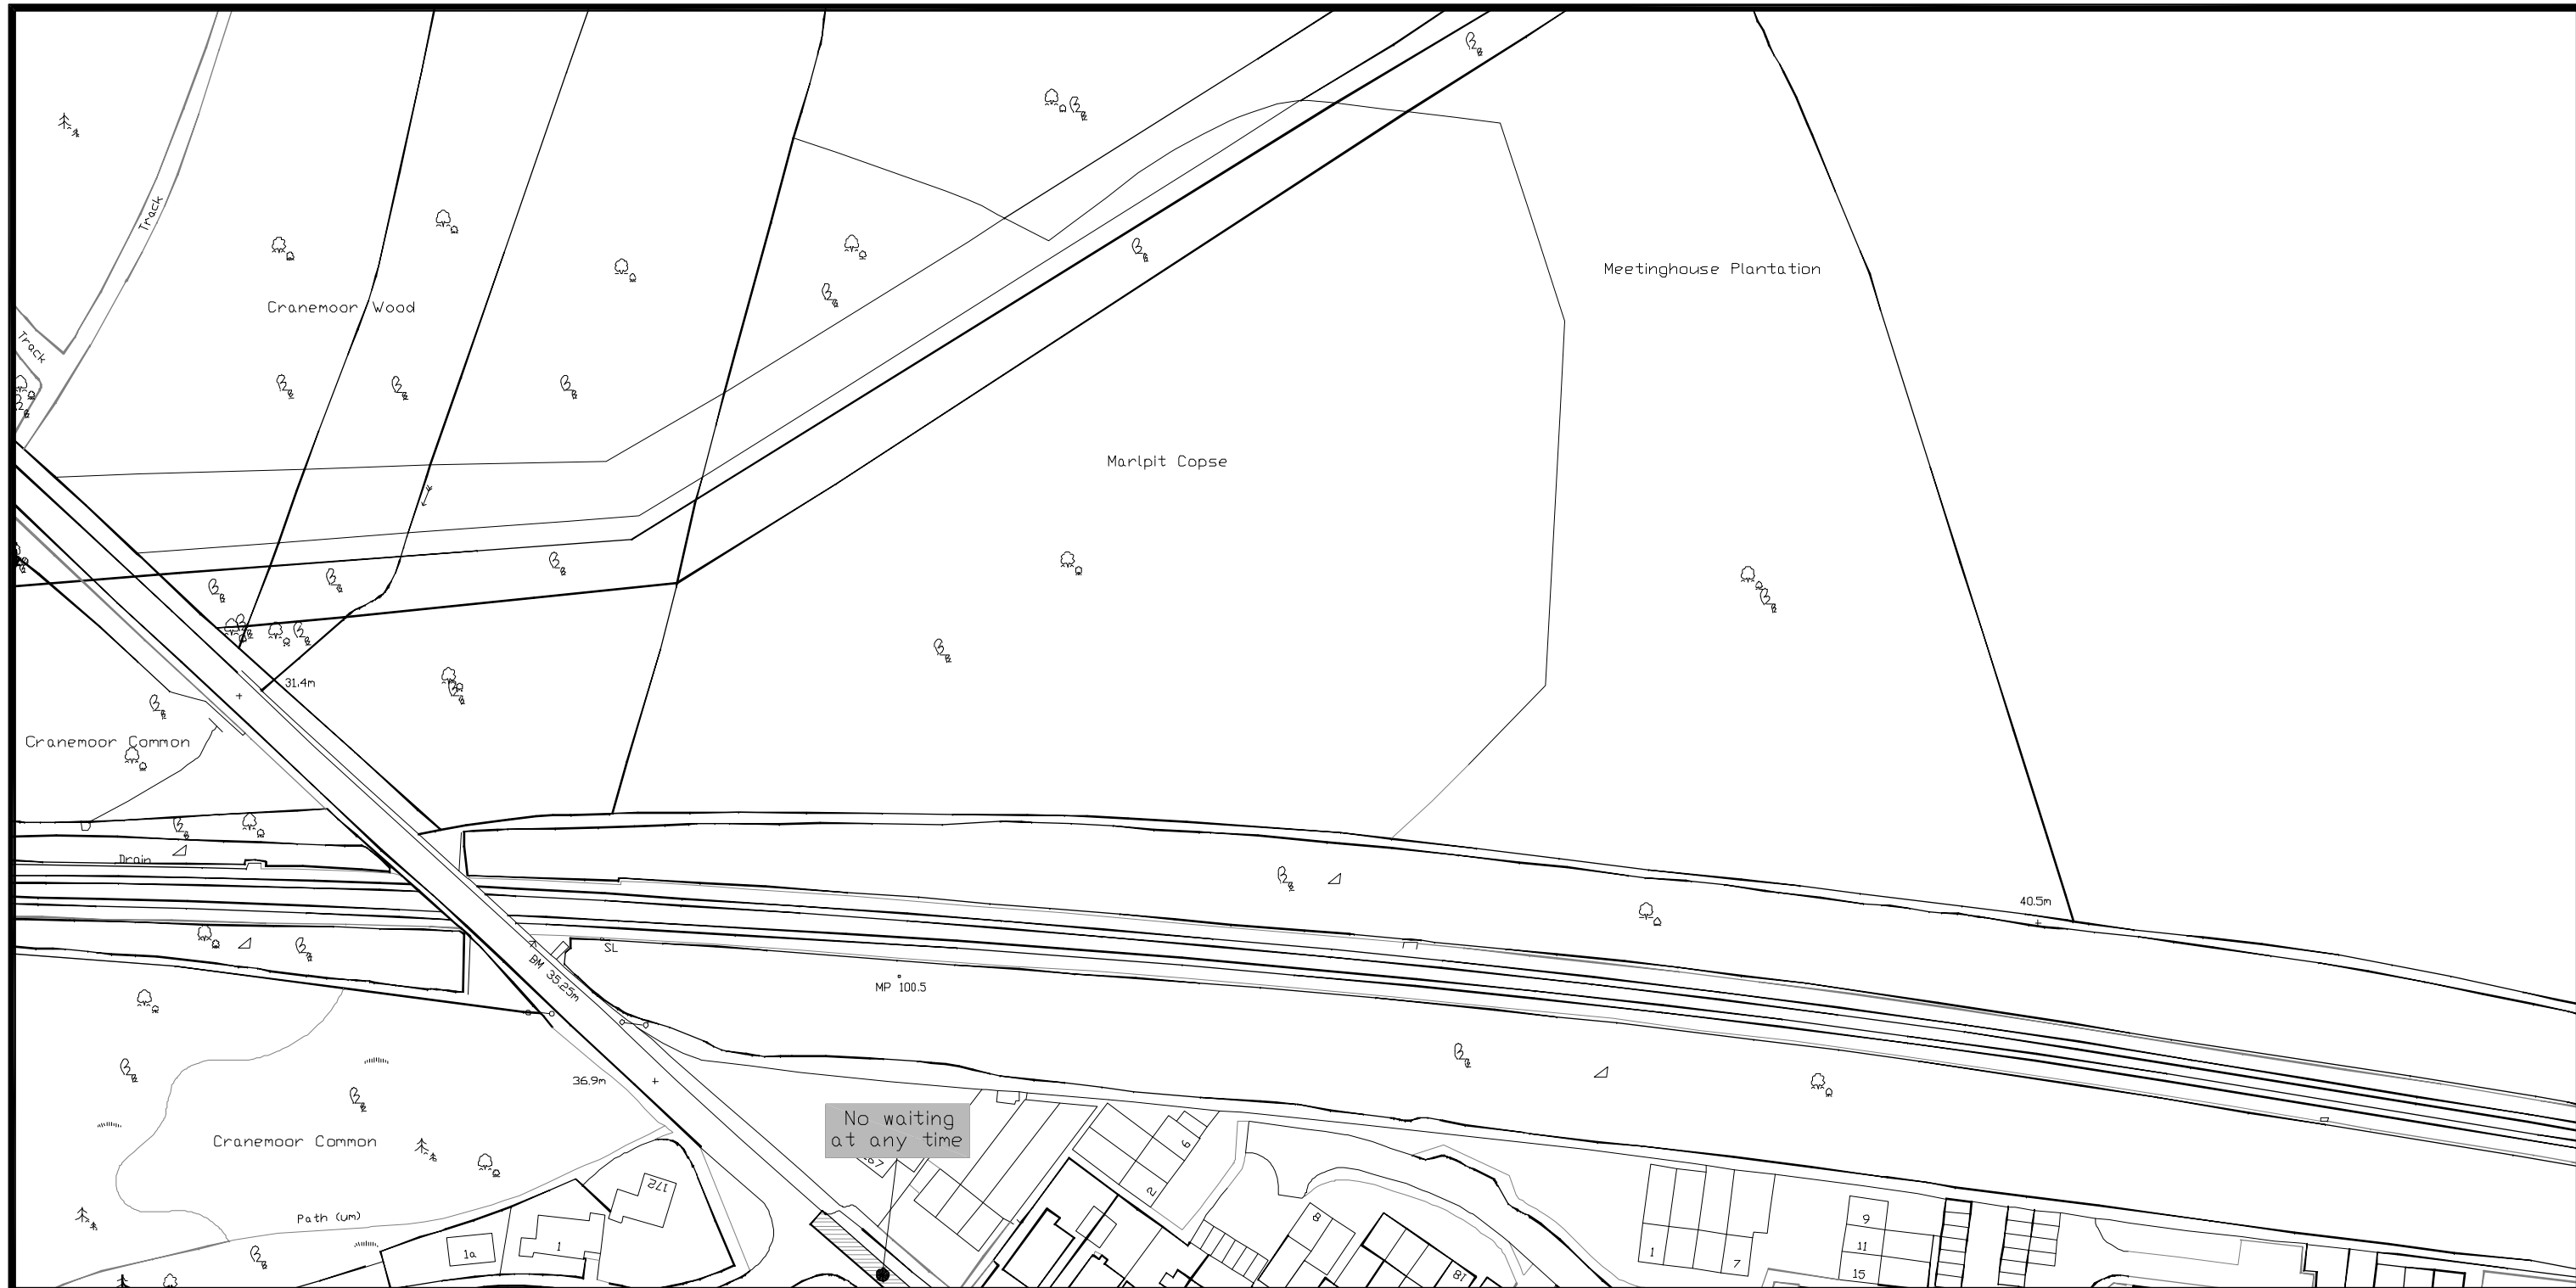 Track
Meetinghouse Plantation
Cranemoor Wood
Track
Marlpit Copse
31.4m
Cranemoor Common
Drain
40.5m
SL
BM 35.25m
MP 100.5
36.9m
No waiting
at any time
Cranemoor Common
6
172
2
Path (um)
8
9
1
1a
11
1
7
18
15